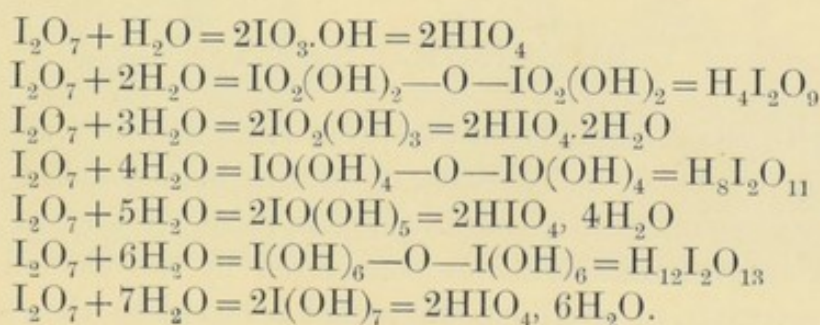 I₂O₇ + H₂O = 2IO₃.OH = 2HIO₄
I₂O₇ + 2H₂O = IO₂(OH)₂—O—IO₂(OH)₂ = H₄I₂O₉
I₂O₇ + 3H₂O = 2IO₂(OH)₃ = 2HIO₄.2H₂O
I₂O₇ + 4H₂O = IO(OH)₄—O—IO(OH)₄ = H₈I₂O₁₁
I₂O₇ + 5H₂O = 2IO(OH)₅ = 2HIO₄, 4H₂O
I₂O₇ + 6H₂O = I(OH)₆—O—I(OH)₆ = H₁₂I₂O₁₃
I₂O₇ + 7H₂O = 2I(OH)₇ = 2HIO₄, 6H₂O.